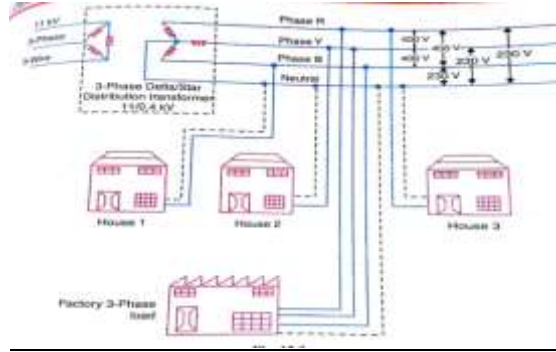 11 kV
3-Phase
3-Wire
3-Phase Delta/Star
Distribution transformer
11/0.4 kV
Phase R
Phase Y
Phase B
Neutral
400 V
400 V
400 V
230 V
230 V
230 V
House 1
House 2
House 3
Factory 3-Phase
load